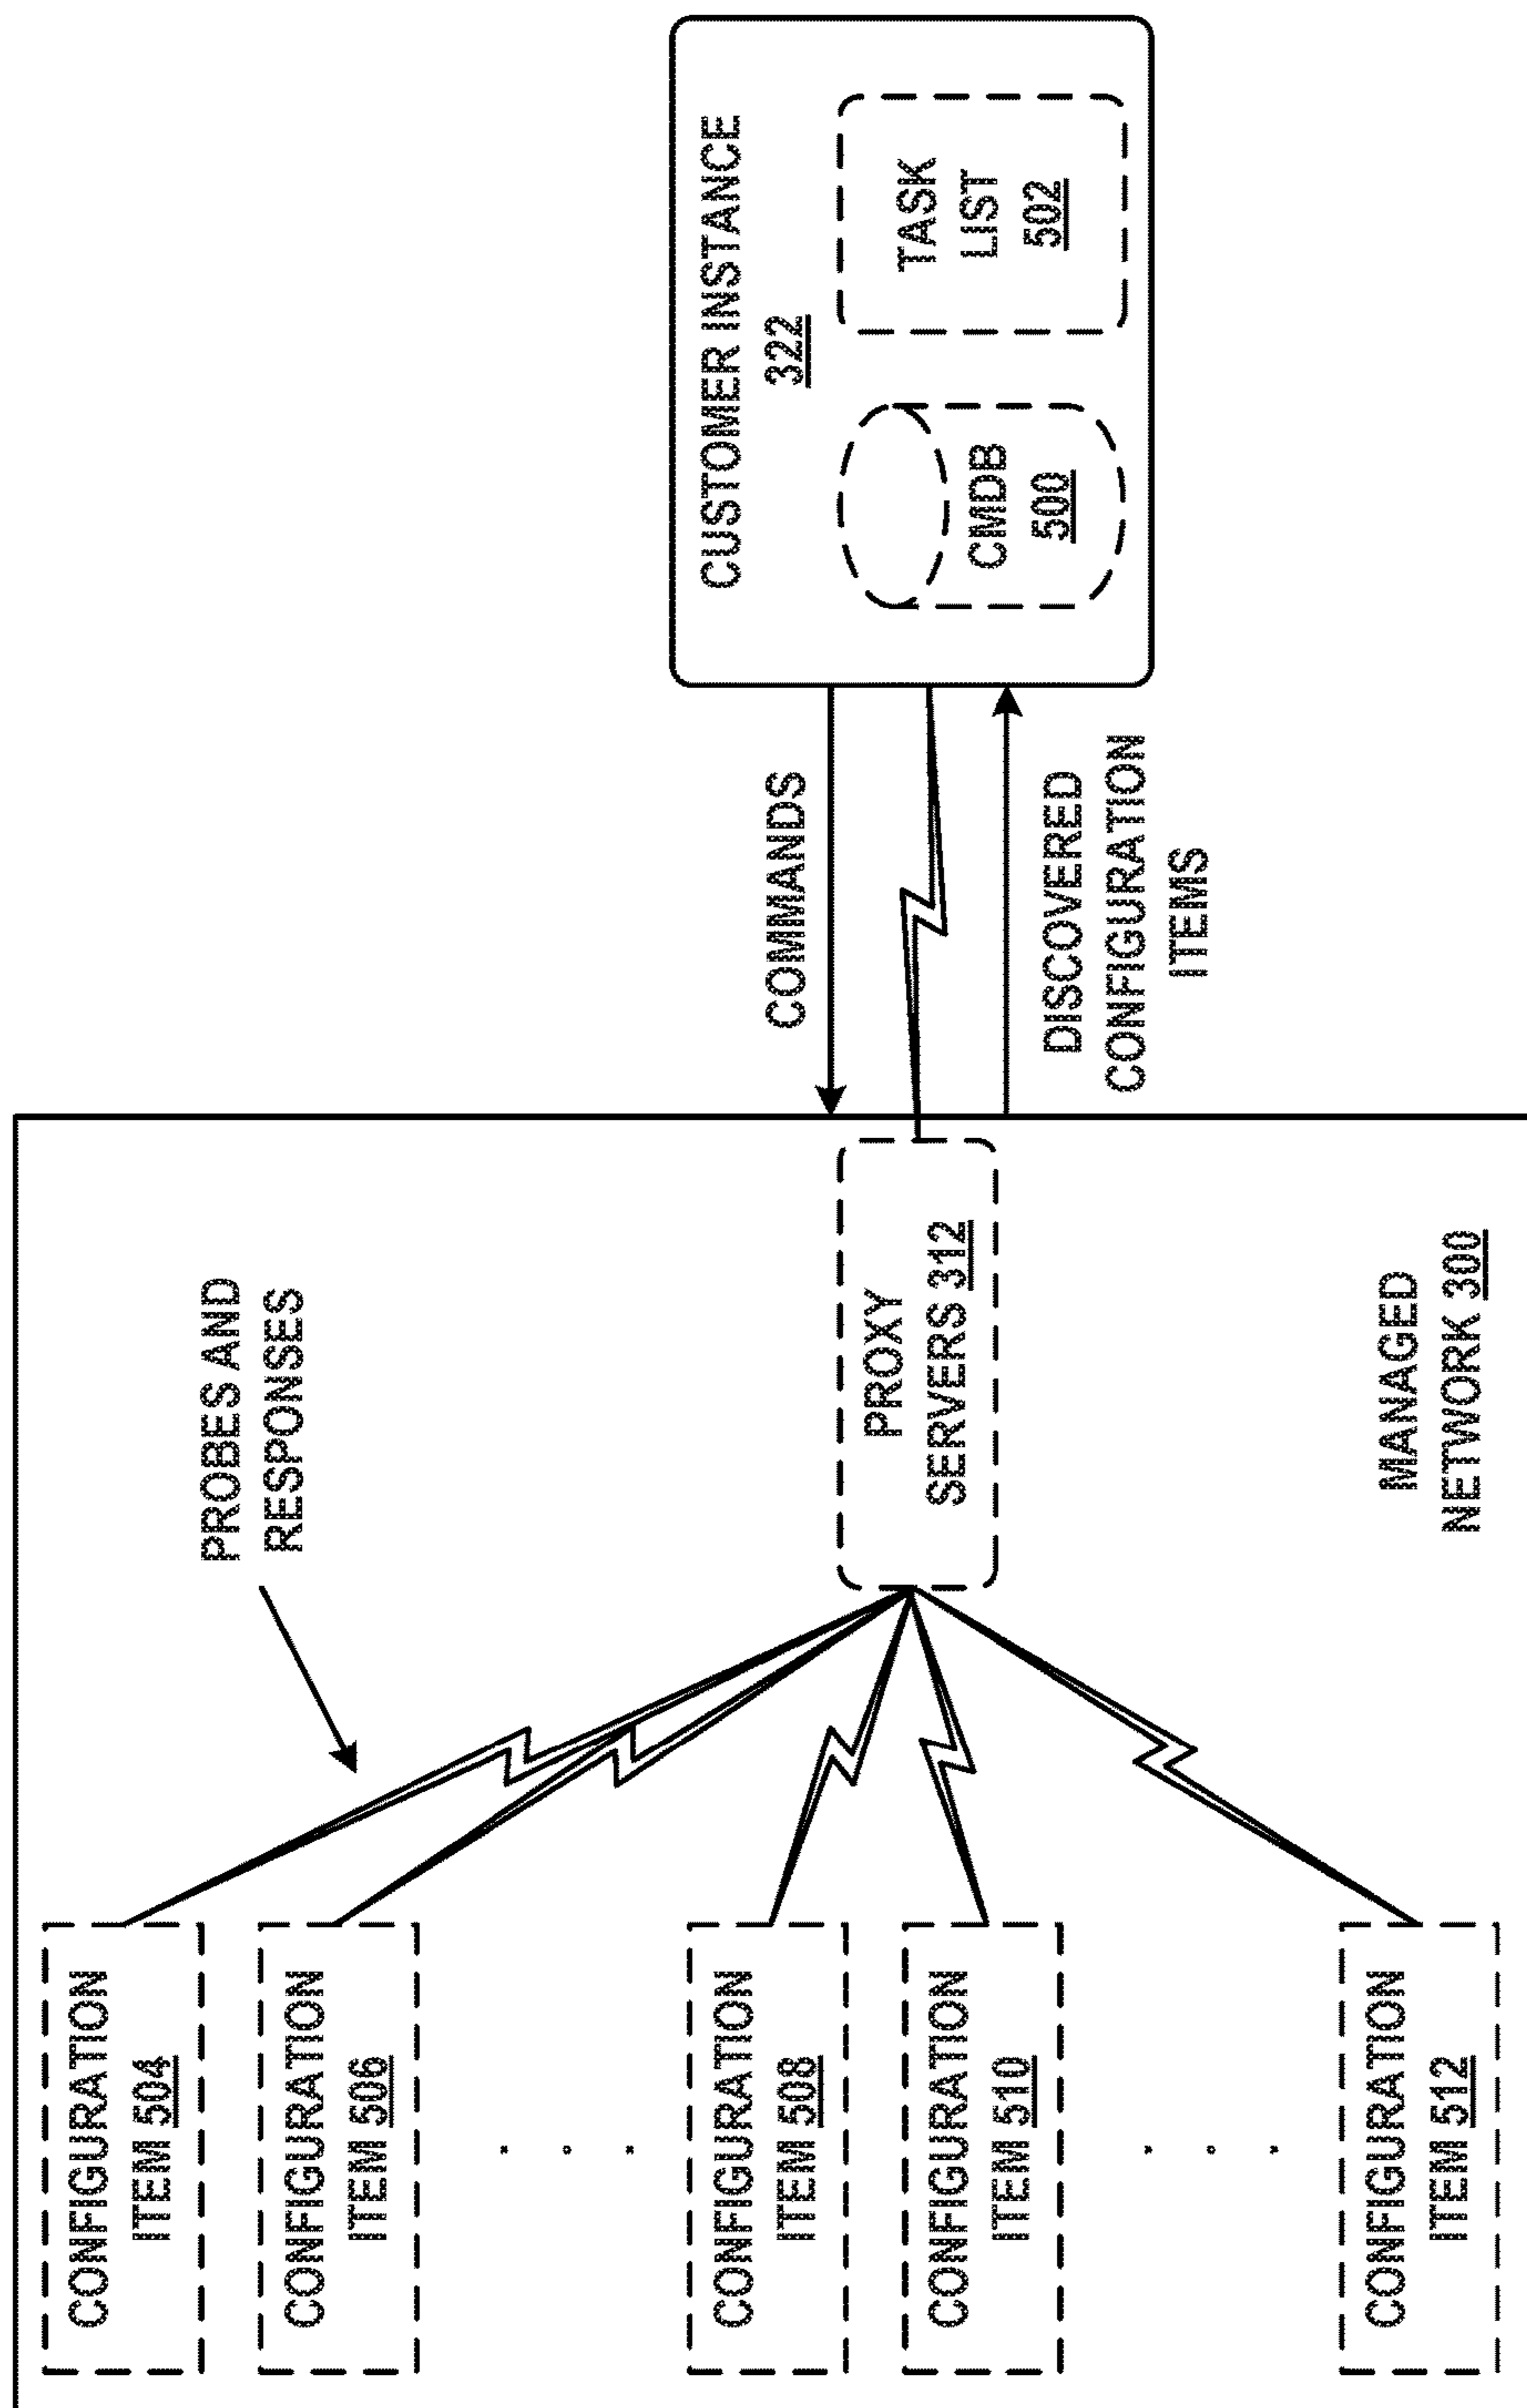 CUSTOMER INSTANCE
322
CMDB
500
TASK
LIST
502
COMMANDS
DISCOVERED
CONFIGURATION
ITEMS
PROBES AND
RESPONSES
PROXY
SERVERS 312
MANAGED
NETWORK 300
CONFIGURATION
ITEM 504
CONFIGURATION
ITEM 506
CONFIGURATION
ITEM 508
CONFIGURATION
ITEM 510
CONFIGURATION
ITEM 512